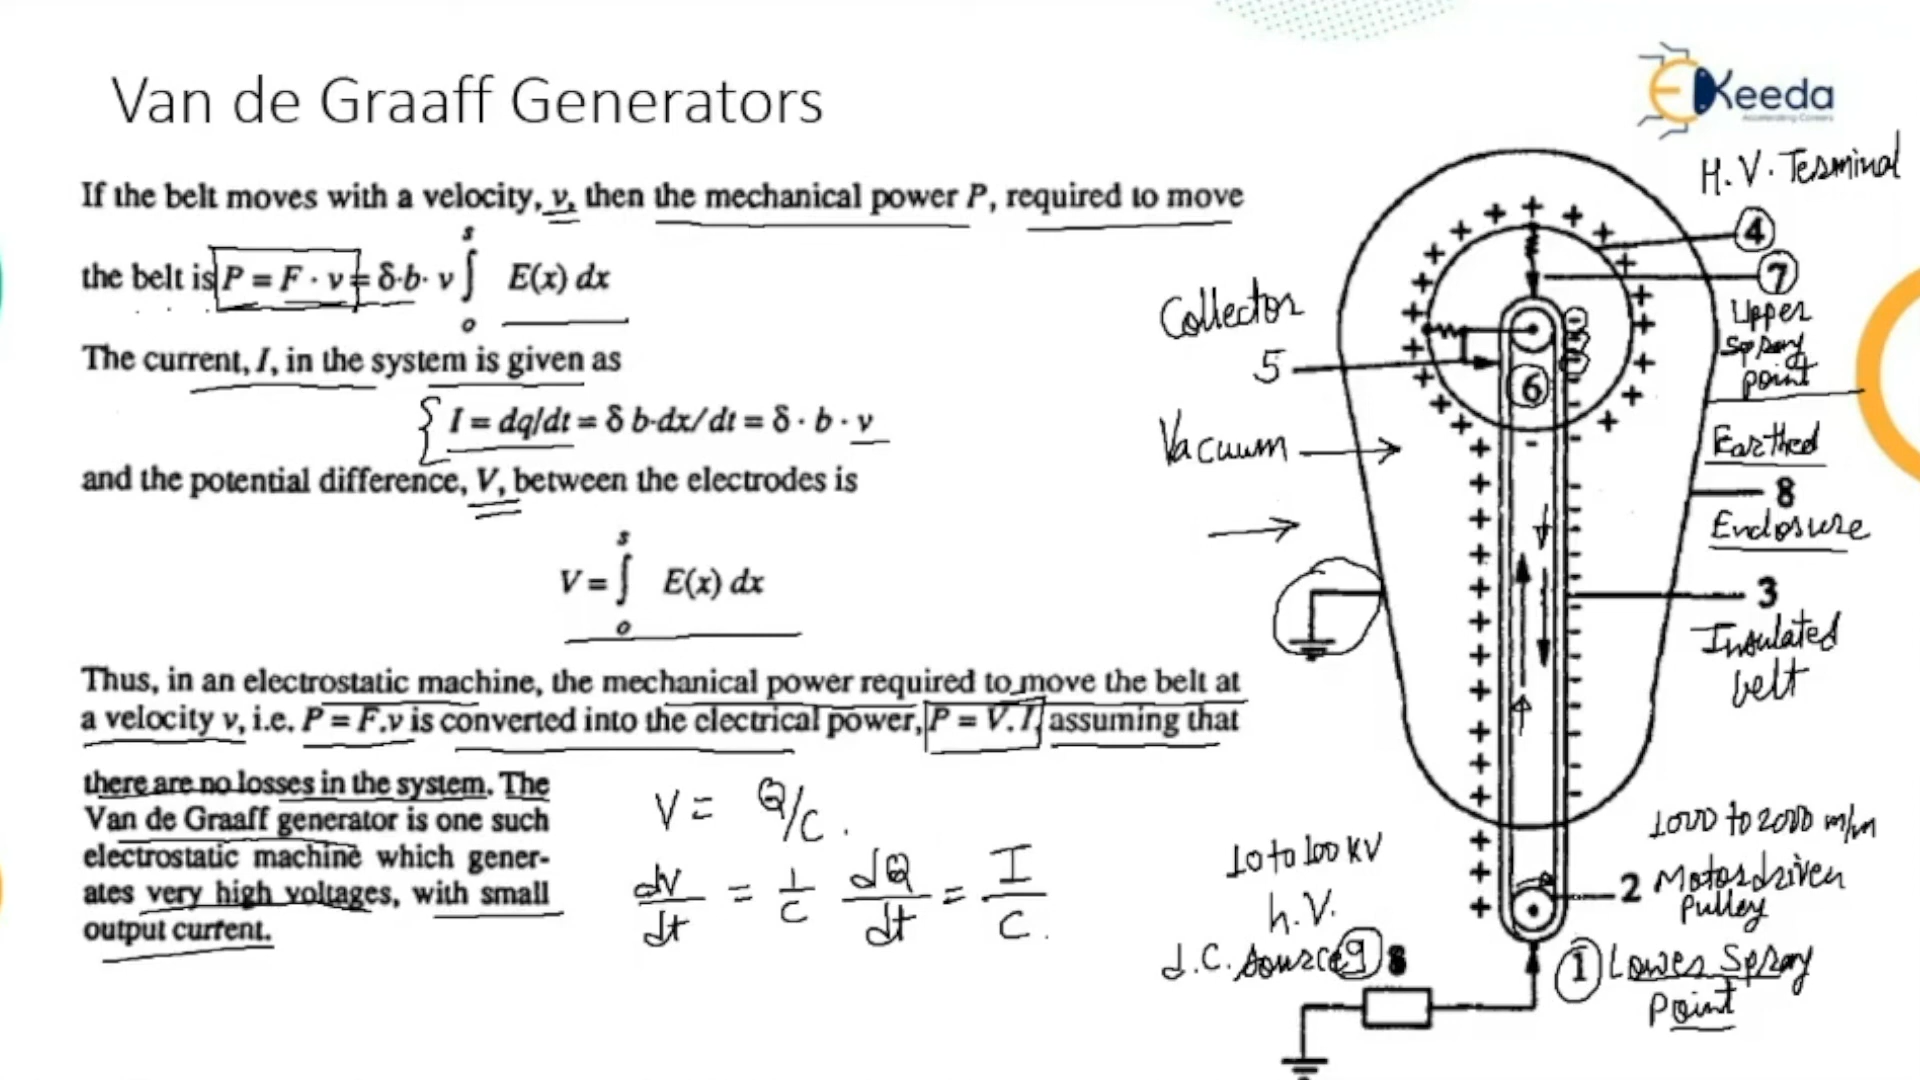 Van de Graaff Generators
Keeda
Accelerating Careers
If the belt moves with a velocity, v, then the mechanical power P, required to move
the belt is P = F · v = δ·b· v ∫ₒˢ E(x) dx
The current, I, in the system is given as
I = dq/dt = δ b·dx/dt = δ · b · v
and the potential difference, V, between the electrodes is
V = ∫ₒˢ E(x) dx
Thus, in an electrostatic machine, the mechanical power required to move the belt at
a velocity v, i.e. P = F.v is converted into the electrical power, P = V. I, assuming that
there are no losses in the system. The
Van de Graaff generator is one such
electrostatic machine which gener-
ates very high voltages, with small
output current.
V = Q/C.
dV/dt = 1/C dQ/dt = I/C.
H.V. Terminal
4
7
Upper
Spray
point
Collector
5
6
Vacuum
Earthed
8
Enclosure
3
Insulated
belt
1000 to 2000 m/m
2 Motor driven
Pulley
10 to 100 KV
h.V.
d.C. source 9 8
1 Lower Spray
Point